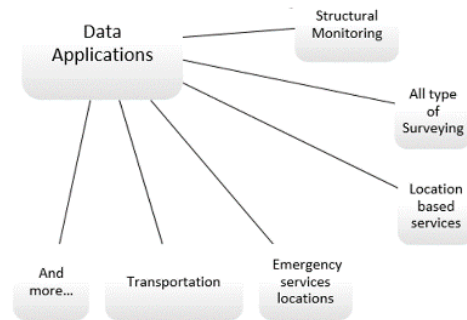 Data
Applications
Structural
Monitoring
All type
of
Surveying
Location
based
services
Emergency
services
locations
Transportation
And
more...